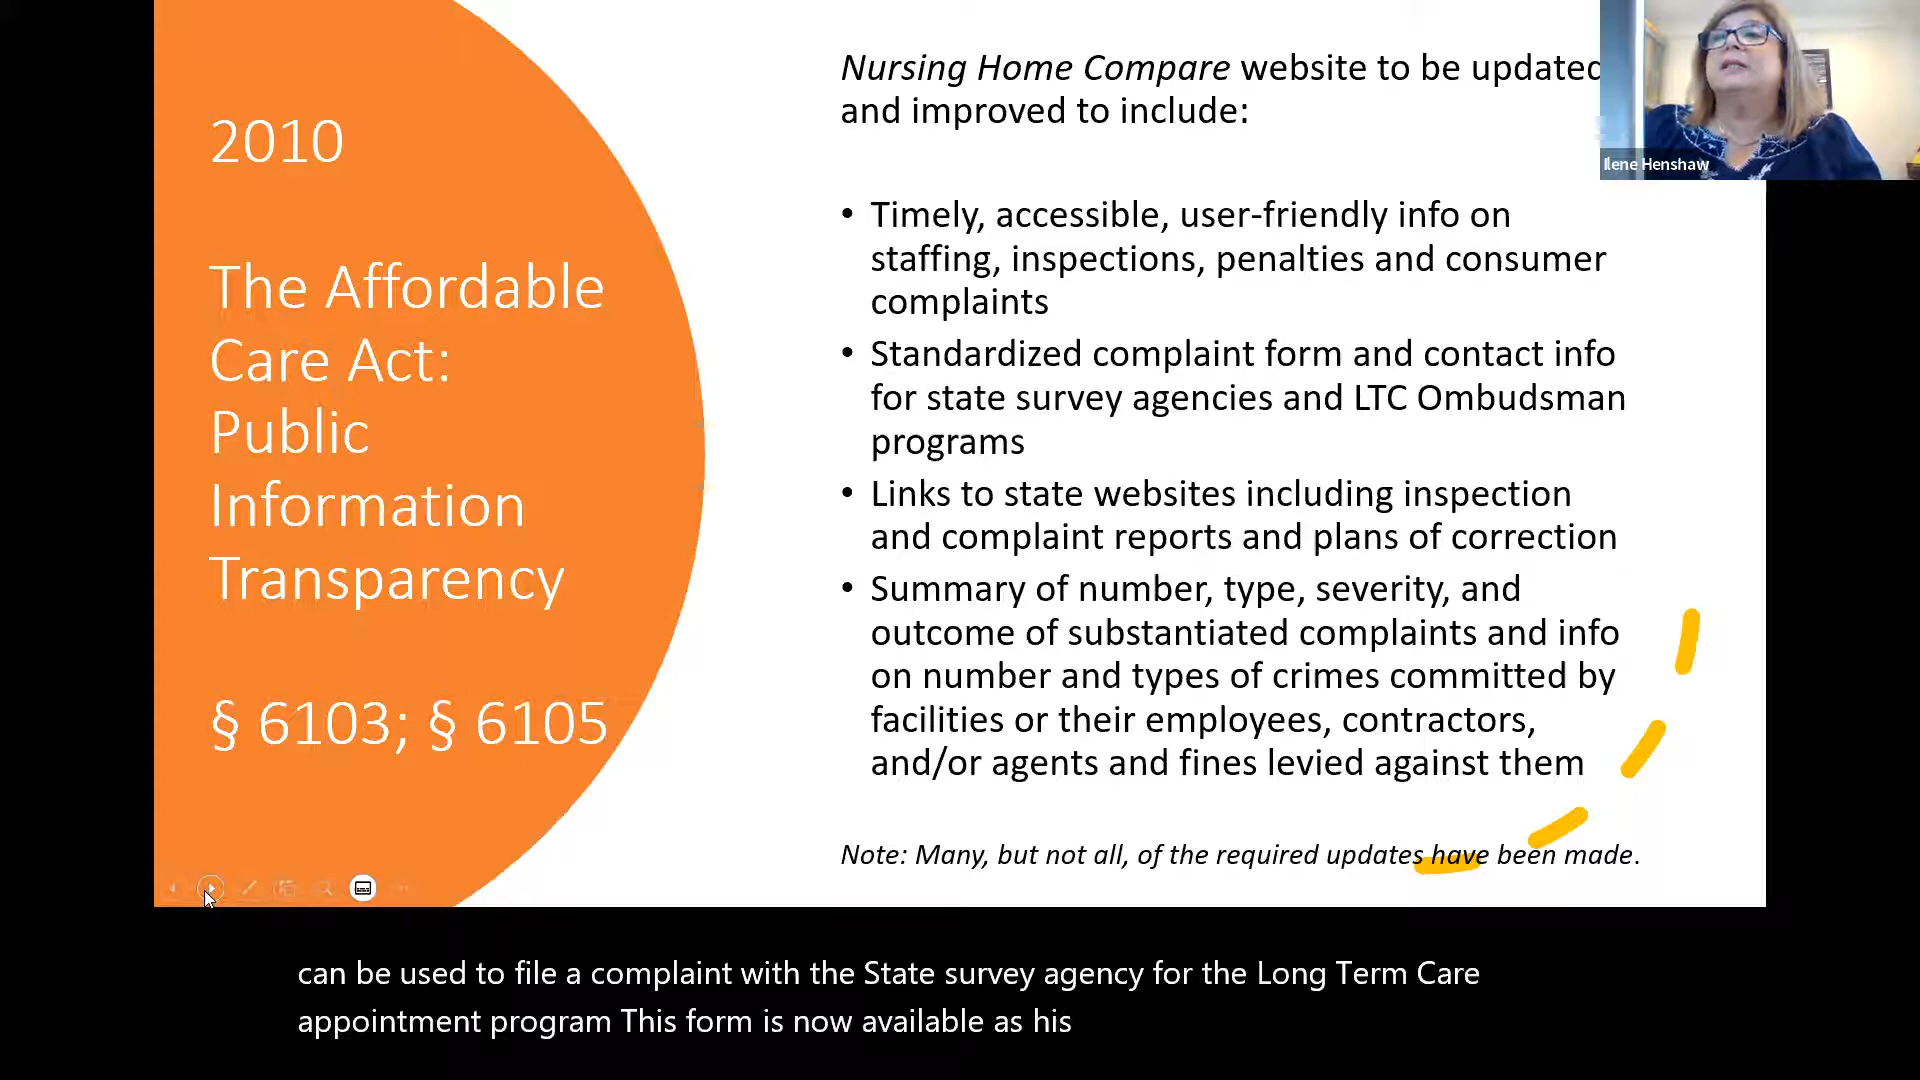 2010
The Affordable
Care Act:
Public
Information
Transparency
§ 6103; § 6105
Nursing Home Compare website to be updated
and improved to include:
• Timely, accessible, user-friendly info on
staffing, inspections, penalties and consumer
complaints
• Standardized complaint form and contact info
for state survey agencies and LTC Ombudsman
programs
• Links to state websites including inspection
and complaint reports and plans of correction
• Summary of number, type, severity, and
outcome of substantiated complaints and info
on number and types of crimes committed by
facilities or their employees, contractors,
and/or agents and fines levied against them
Note: Many, but not all, of the required updates have been made.
Ilene Henshaw
can be used to file a complaint with the State survey agency for the Long Term Care
appointment program This form is now available as his